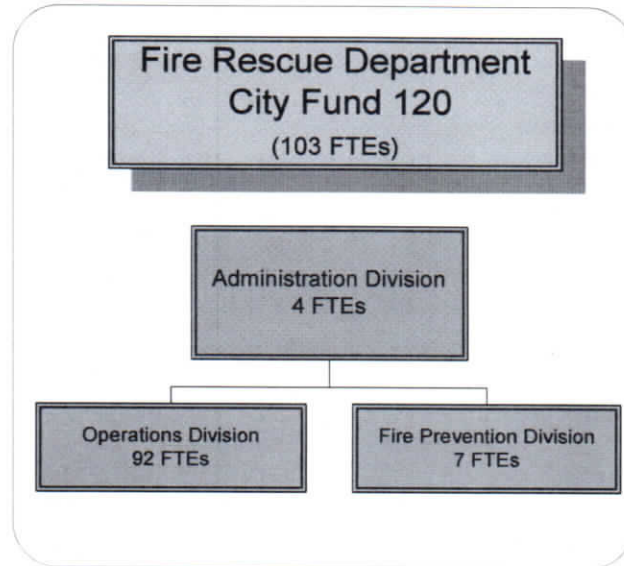 Fire Rescue Department
City Fund 120
(103 FTEs)
Administration Division
4 FTEs
Operations Division
92 FTEs
Fire Prevention Division
7 FTEs